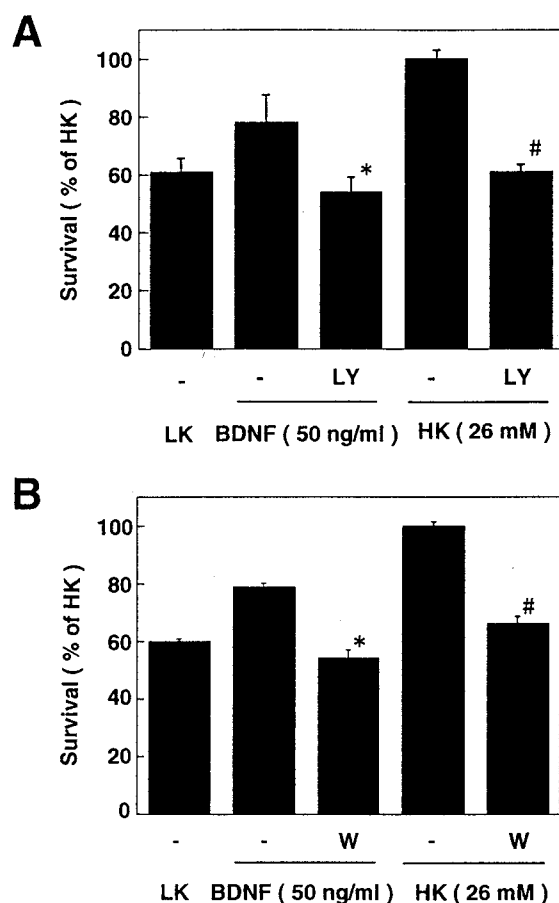 A
Survival ( % of HK )
100
80
60
40
20
0
*
#
- - LY - LY
LK BDNF ( 50 ng/ml ) HK ( 26 mM )
B
Survival ( % of HK )
100
80
60
40
20
0
*
#
- - W - W
LK BDNF ( 50 ng/ml ) HK ( 26 mM )